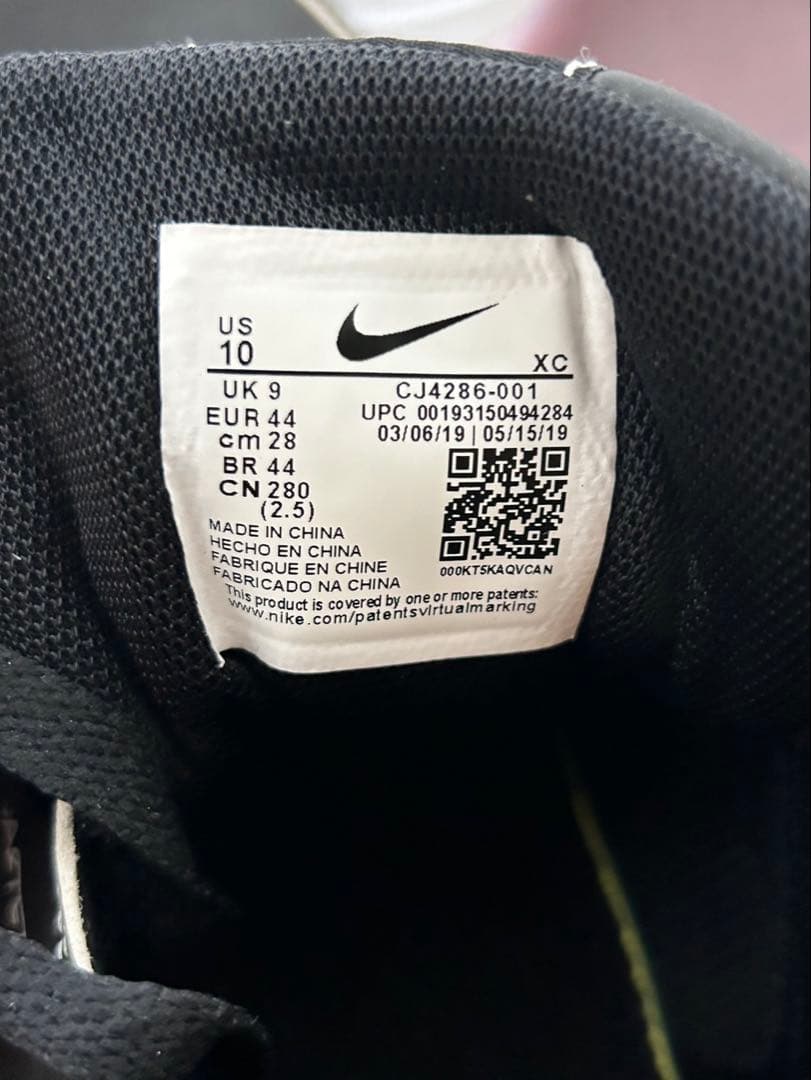 US
10
XC
UK 9
EUR 44
cm 28
BR 44
CN 280
(2.5)
CJ4286-001
UPC 00193150494284
03/06/19 | 05/15/19
000KT5KAQVCAN
MADE IN CHINA
HECHO EN CHINA
FABRIQUE EN CHINE
FABRICADO NA CHINA
This product is covered by one or more patents:
www.nike.com/patentsvirtualmarking